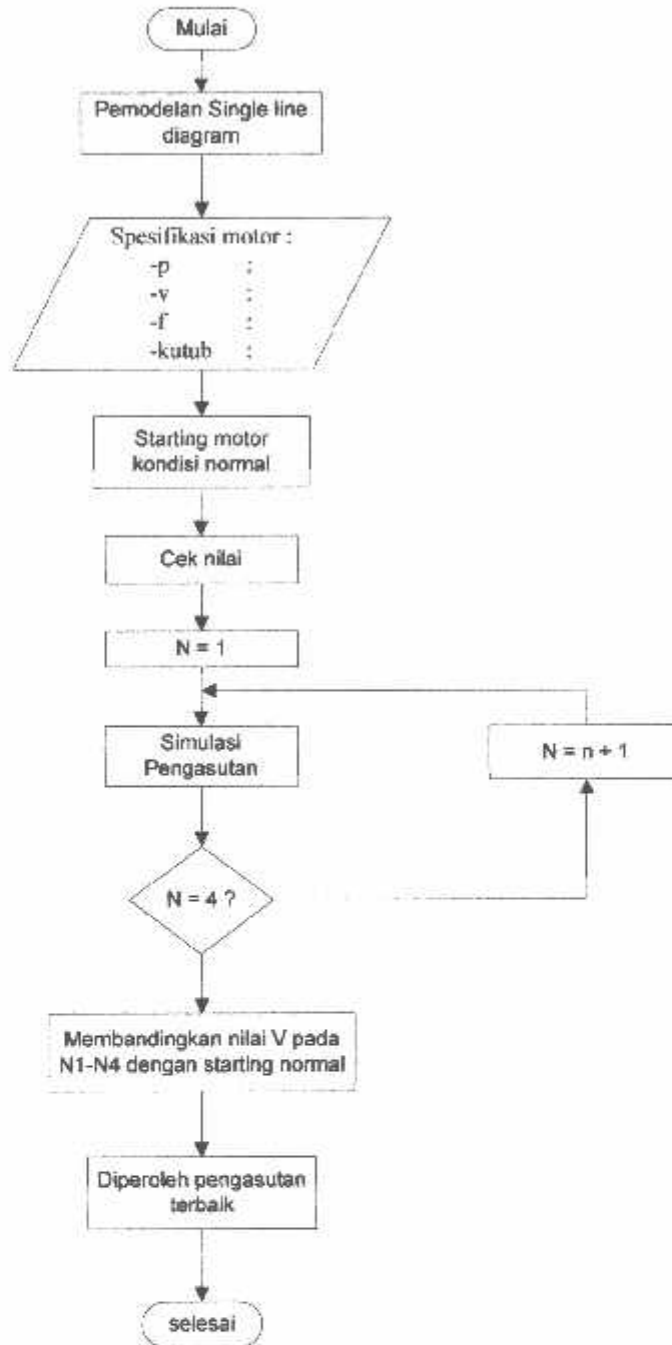 Mulai
Pemodelan Single line
diagram
Spesifikasi motor :
-p :
-v :
-f :
-kutub :
Starting motor
kondisi normal
Cek nilai
N = 1
Simulasi
Pengasutan
N = n + 1
N = 4 ?
Membandingkan nilai V pada
N1-N4 dengan starting normal
Diperoleh pengasutan
terbaik
selesai